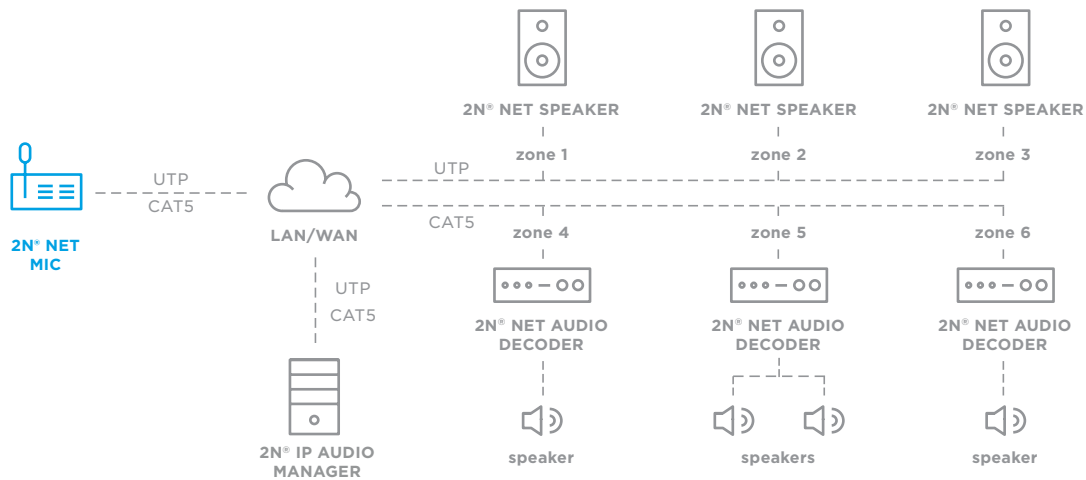 2N® NET SPEAKER
2N® NET SPEAKER
2N® NET SPEAKER
zone 1
zone 2
zone 3
UTP
UTP
CAT5
CAT5
2N® NET
MIC
LAN/WAN
zone 4
zone 5
zone 6
UTP
CAT5
2N® NET AUDIO
DECODER
2N® NET AUDIO
DECODER
2N® NET AUDIO
DECODER
2N® IP AUDIO
MANAGER
speaker
speakers
speaker